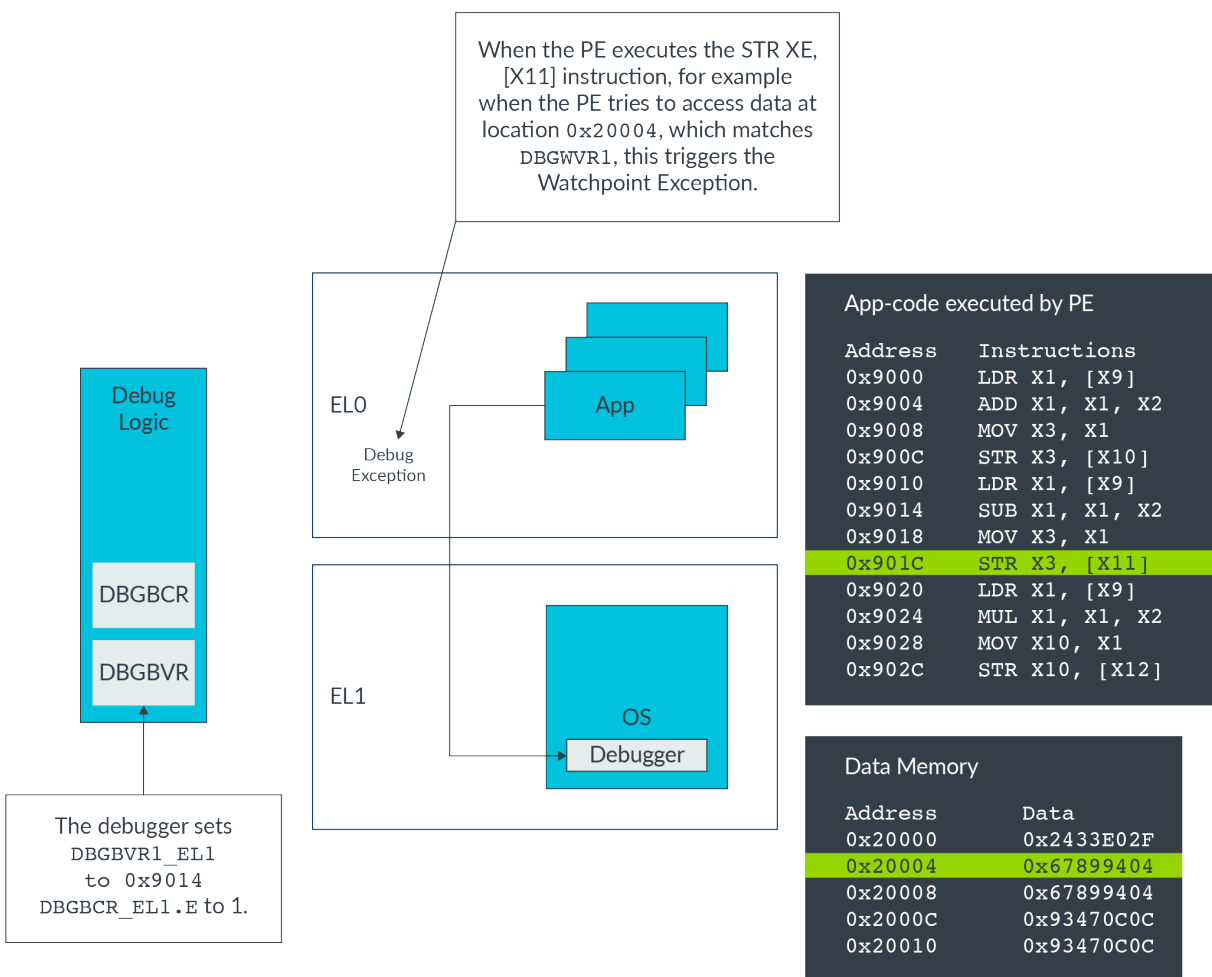 When the PE executes the STR XE,
[X11] instruction, for example
when the PE tries to access data at
location 0x20004, which matches
DBGWVR1, this triggers the
Watchpoint Exception.
Debug
Logic
DBGBCR
DBGBVR
The debugger sets
DBGBVR1_EL1
to 0x9014
DBGBCR_EL1.E to 1.
EL0
App
Debug
Exception
EL1
OS
Debugger
App-code executed by PE
Address Instructions
0x9000 LDR X1, [X9]
0x9004 ADD X1, X1, X2
0x9008 MOV X3, X1
0x900C STR X3, [X10]
0x9010 LDR X1, [X9]
0x9014 SUB X1, X1, X2
0x9018 MOV X3, X1
0x901C STR X3, [X11]
0x9020 LDR X1, [X9]
0x9024 MUL X1, X1, X2
0x9028 MOV X10, X1
0x902C STR X10, [X12]
Data Memory
Address Data
0x20000 0x2433E02F
0x20004 0x67899404
0x20008 0x67899404
0x2000C 0x93470C0C
0x20010 0x93470C0C